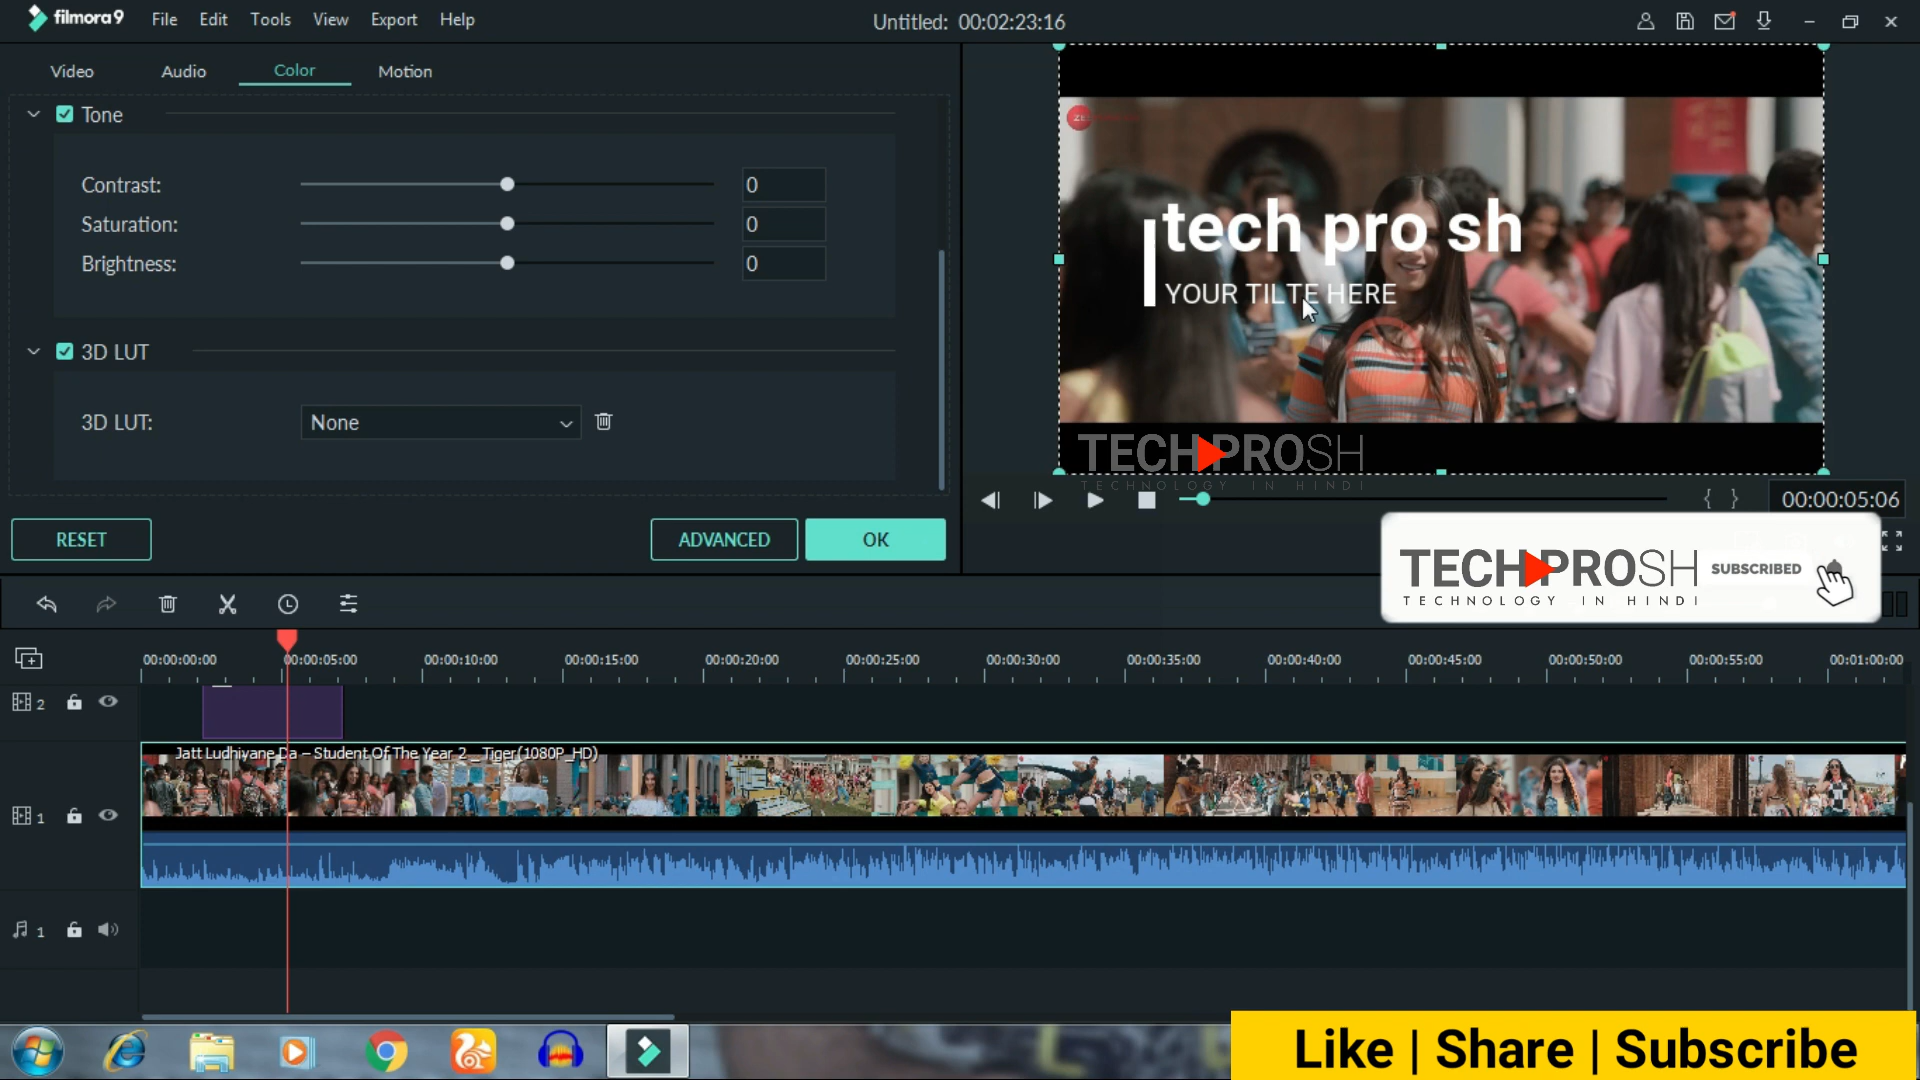 filmora9 File Edit Tools View Export Help
Untitled: 00:02:23:16
Video Audio Color Motion
Tone
Contrast: 0
Saturation: 0
Brightness: 0
3D LUT
3D LUT: None
RESET ADVANCED OK
tech pro sh
YOUR TILTE HERE
TECH PROSH
TECHNOLOGY IN HINDI
{ } 00:00:05:06
TECH PROSH SUBSCRIBED
TECHNOLOGY IN HINDI
00:00:00:00 00:00:05:00 00:00:10:00 00:00:15:00 00:00:20:00 00:00:25:00 00:00:30:00 00:00:35:00 00:00:40:00 00:00:45:00 00:00:50:00 00:00:55:00 00:01:00:00
2
Jatt Ludhiyane Da – Student Of The Year 2 _ Tiger(1080P_HD)
1
1
Like | Share | Subscribe